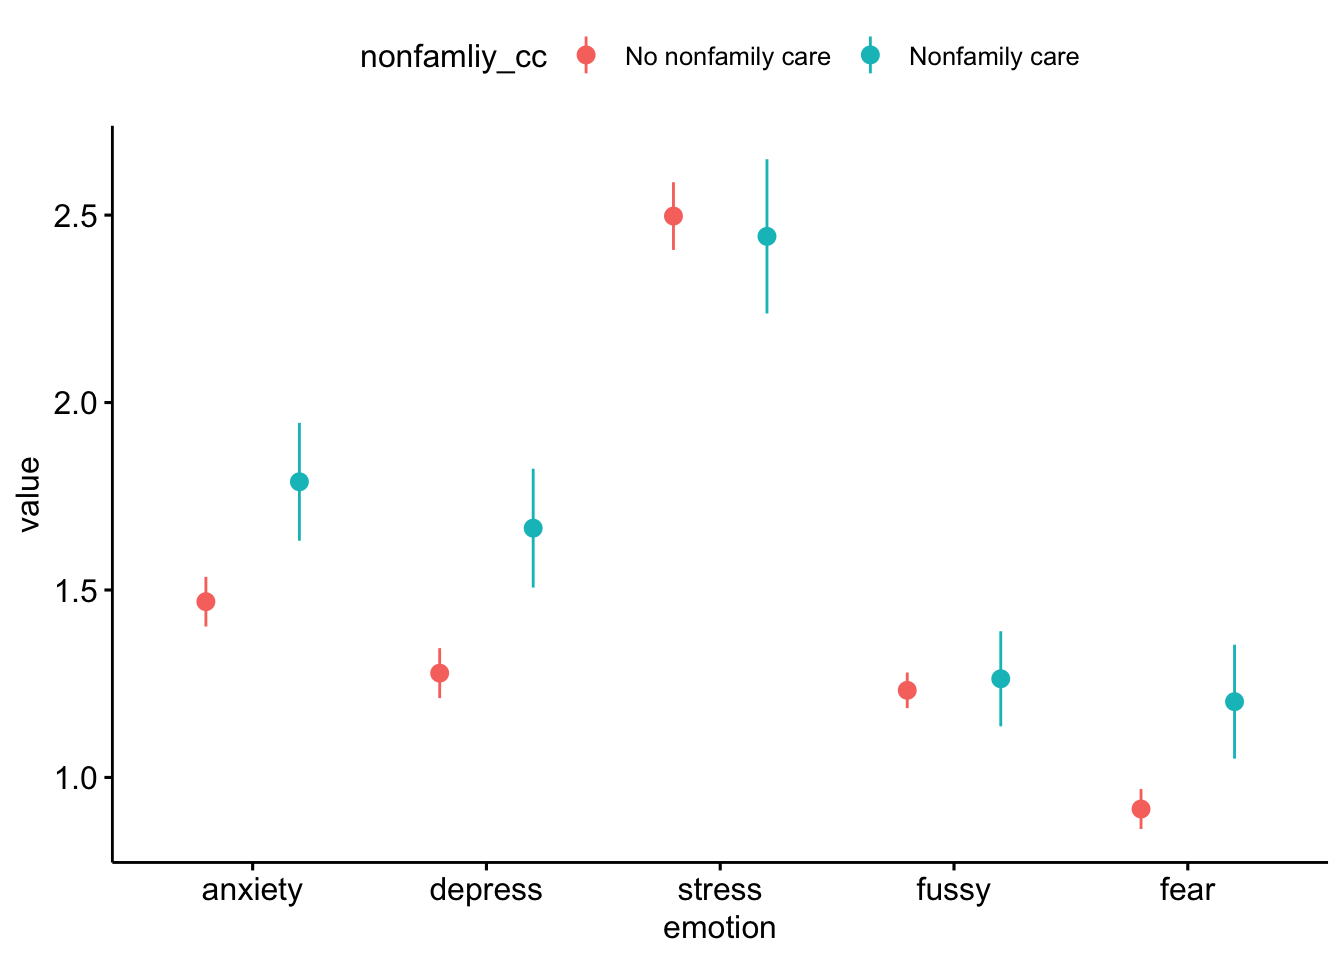 nonfamliy_cc No nonfamily care Nonfamily care
2.5
2.0
1.5
1.0
value
anxiety depress stress fussy fear
emotion